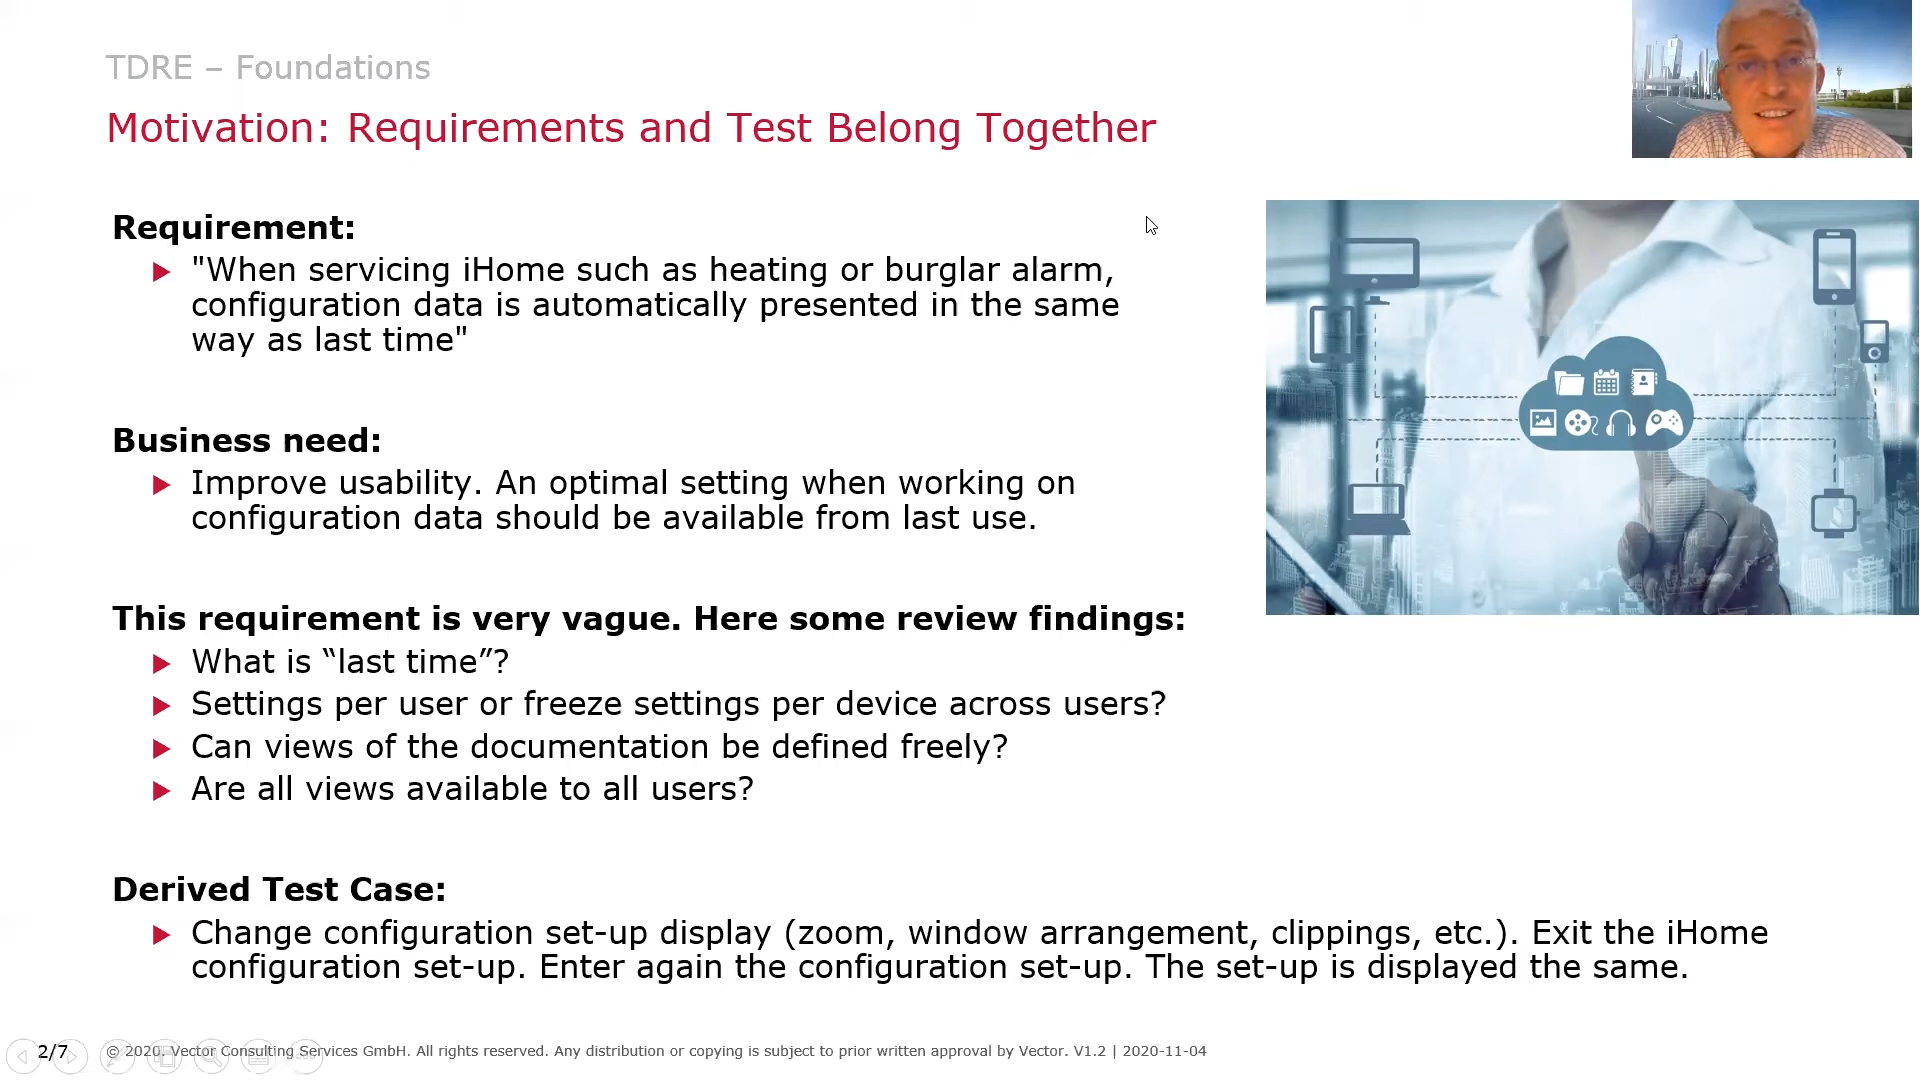 TDRE – Foundations
Motivation: Requirements and Test Belong Together
Requirement:
"When servicing iHome such as heating or burglar alarm,
configuration data is automatically presented in the same
way as last time"
Business need:
Improve usability. An optimal setting when working on
configuration data should be available from last use.
This requirement is very vague. Here some review findings:
What is “last time”?
Settings per user or freeze settings per device across users?
Can views of the documentation be defined freely?
Are all views available to all users?
Derived Test Case:
Change configuration set-up display (zoom, window arrangement, clippings, etc.). Exit the iHome
configuration set-up. Enter again the configuration set-up. The set-up is displayed the same.
2/7 © 2020. Vector Consulting Services GmbH. All rights reserved. Any distribution or copying is subject to prior written approval by Vector. V1.2 | 2020-11-04